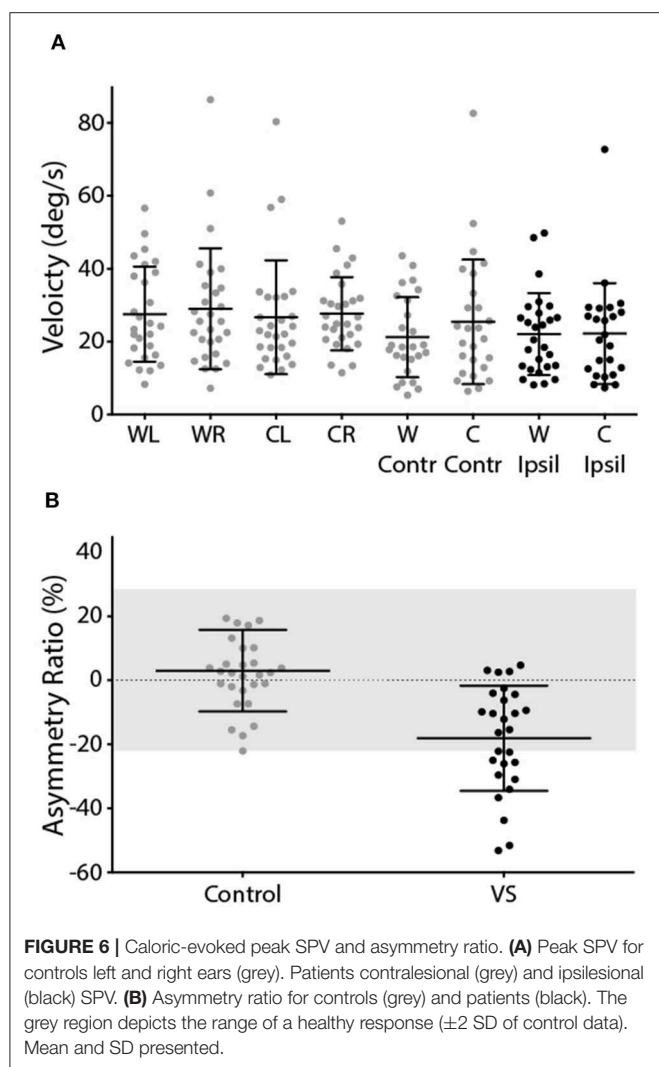 A
Veloicty (deg/s)
80
60
40
20
0
WL WR CL CR W C W C
Contr Contr Ipsil Ipsil
B
Asymmetry Ratio (%)
40
20
0
-20
-40
-60
Control VS
FIGURE 6 | Caloric-evoked peak SPV and asymmetry ratio. (A) Peak SPV for
controls left and right ears (grey). Patients contralesional (grey) and ipsilesional
(black) SPV. (B) Asymmetry ratio for controls (grey) and patients (black). The
grey region depicts the range of a healthy response (±2 SD of control data).
Mean and SD presented.